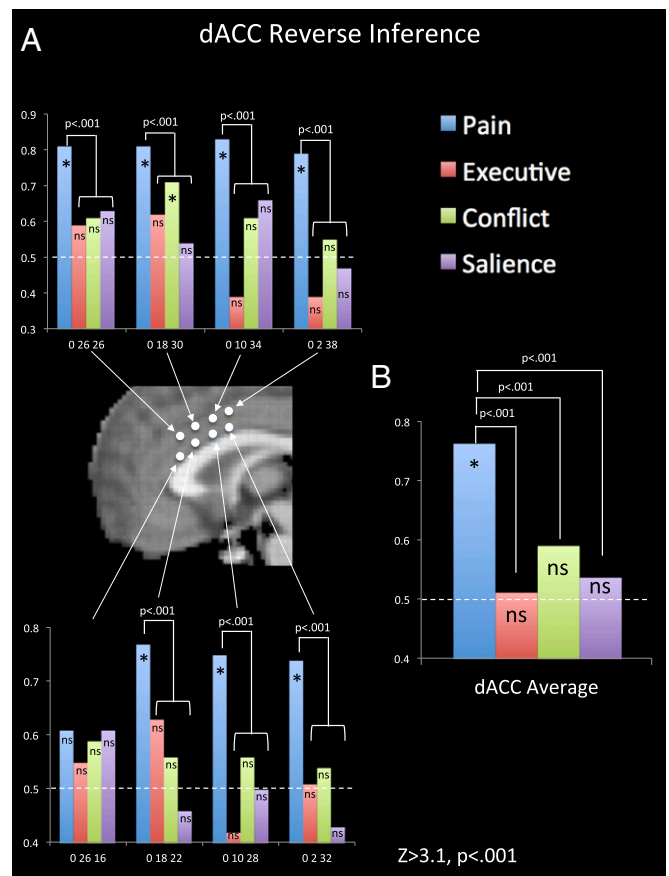 A
dACC Reverse Inference
0.9
0.8
0.7
0.6
0.5
0.4
0.3
p<.001
p<.001
p<.001
p<.001
*
ns
ns
ns
*
ns
*
ns
*
ns
ns
ns
*
ns
ns
ns
0 26 26
0 18 30
0 10 34
0 2 38
Pain
Executive
Conflict
Salience
B
p<.001
p<.001
p<.001
0.8
0.7
0.6
0.5
0.4
*
ns
ns
ns
dACC Average
0.8
0.7
0.6
0.5
0.4
p<.001
p<.001
p<.001
ns
ns
ns
ns
*
ns
ns
ns
*
ns
ns
ns
*
ns
ns
ns
0 26 16
0 18 22
0 10 28
0 2 32
Z>3.1, p<.001